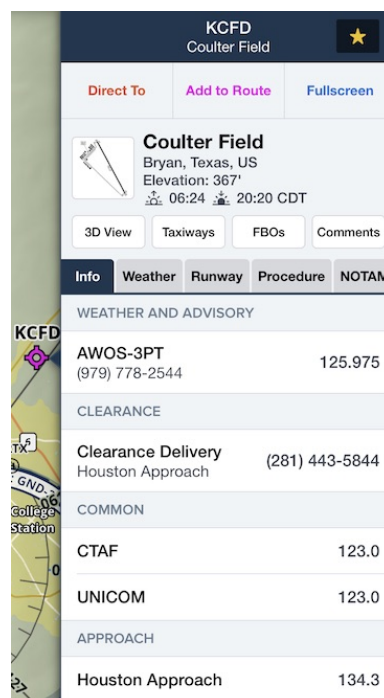 KCFD
Coulter Field
Direct To
Add to Route
Fullscreen
Coulter Field
Bryan, Texas, US
Elevation: 367'
06:24 20:20 CDT
3D View
Taxiways
FBOs
Comments
Info
Weather
Runway
Procedure
NOTAM
WEATHER AND ADVISORY
AWOS-3PT
125.975
(979) 778-2544
CLEARANCE
Clearance Delivery
(281) 443-5844
Houston Approach
COMMON
CTAF
123.0
UNICOM
123.0
APPROACH
Houston Approach
134.3
KCFD
TX
6
GND-
College
Station
27